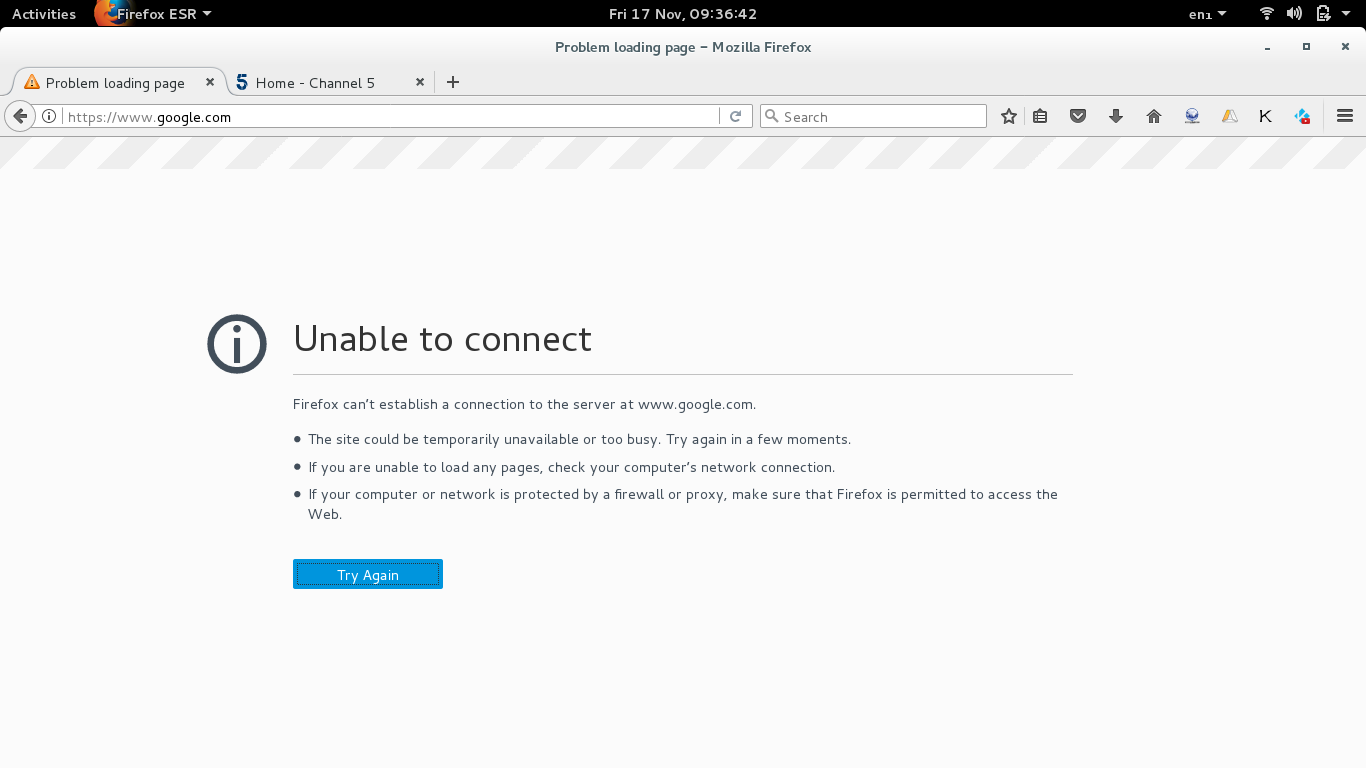 Activities Firefox ESR Fri 17 Nov, 09:36:42 en₁
Problem loading page – Mozilla Firefox
Problem loading page 5 Home - Channel 5
https://www.google.com Search K
Unable to connect
Firefox can’t establish a connection to the server at www.google.com.
The site could be temporarily unavailable or too busy. Try again in a few moments.
If you are unable to load any pages, check your computer’s network connection.
If your computer or network is protected by a firewall or proxy, make sure that Firefox is permitted to access the
Web.
Try Again